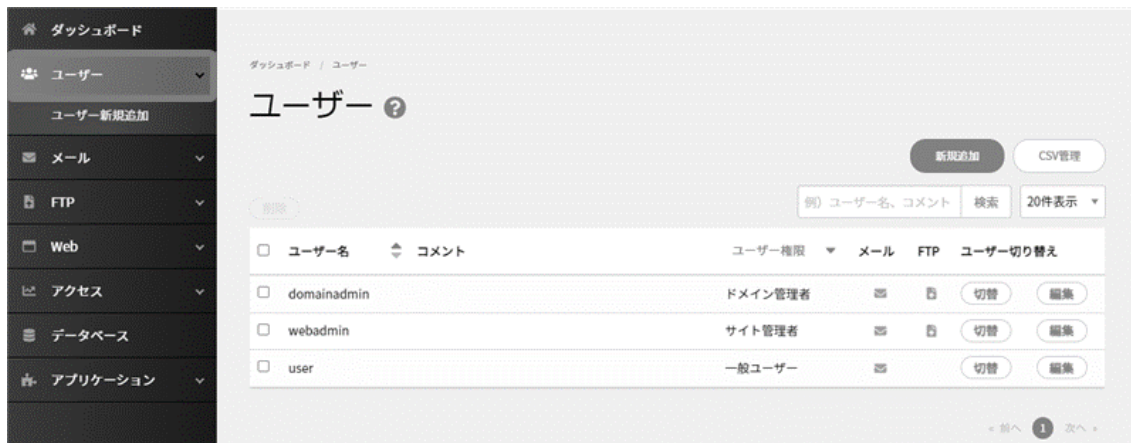 ダッシュボード
ユーザー
ユーザー新規追加
メール
FTP
Web
アクセス
データベース
アプリケーション
ダッシュボード / ユーザー
ユーザー ?
新規追加 CSV管理
削除 例）ユーザー名、コメント 検索 20件表示
ユーザー名 コメント ユーザー権限 メール FTP ユーザー切り替え
domainadmin ドメイン管理者 切替 編集
webadmin サイト管理者 切替 編集
user 一般ユーザー 切替 編集
« 前へ 1 次へ »